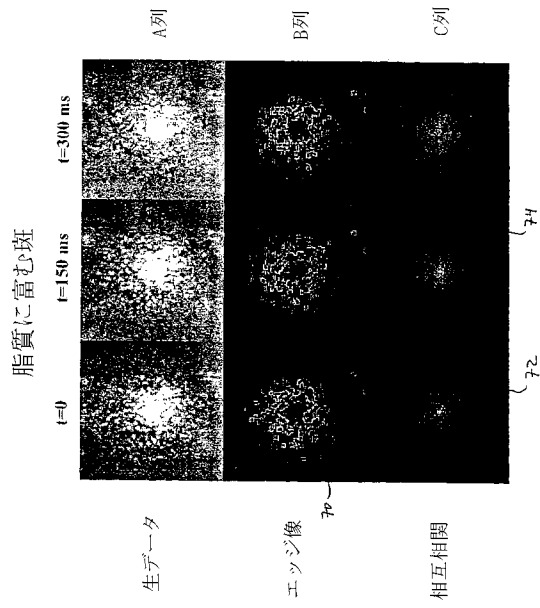 脂質に富む斑
t=0
t=150 ms
t=300 ms
生データ
A列
エッジ像
B列
相互相関
C列
70
72
74